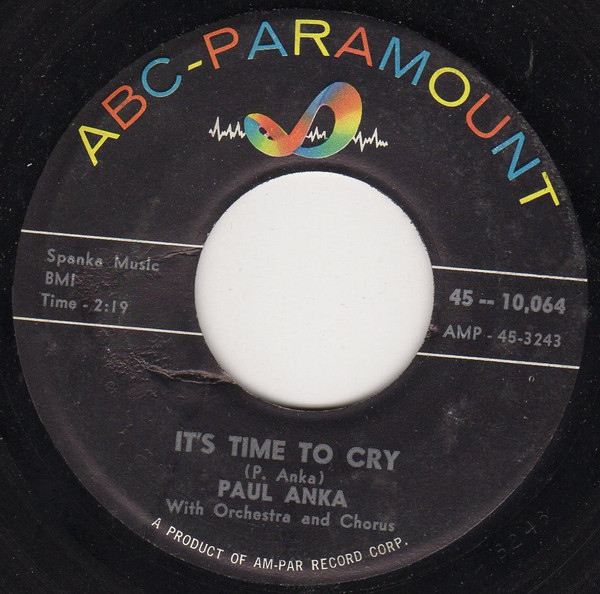 ABC-PARAMOUNT
Spanka Music
BMI
Time - 2:19
45 -- 10,064
AMP - 45-3243
IT'S TIME TO CRY
(P. Anka)
PAUL ANKA
With Orchestra and Chorus
A PRODUCT OF AM-PAR RECORD CORP.
3243